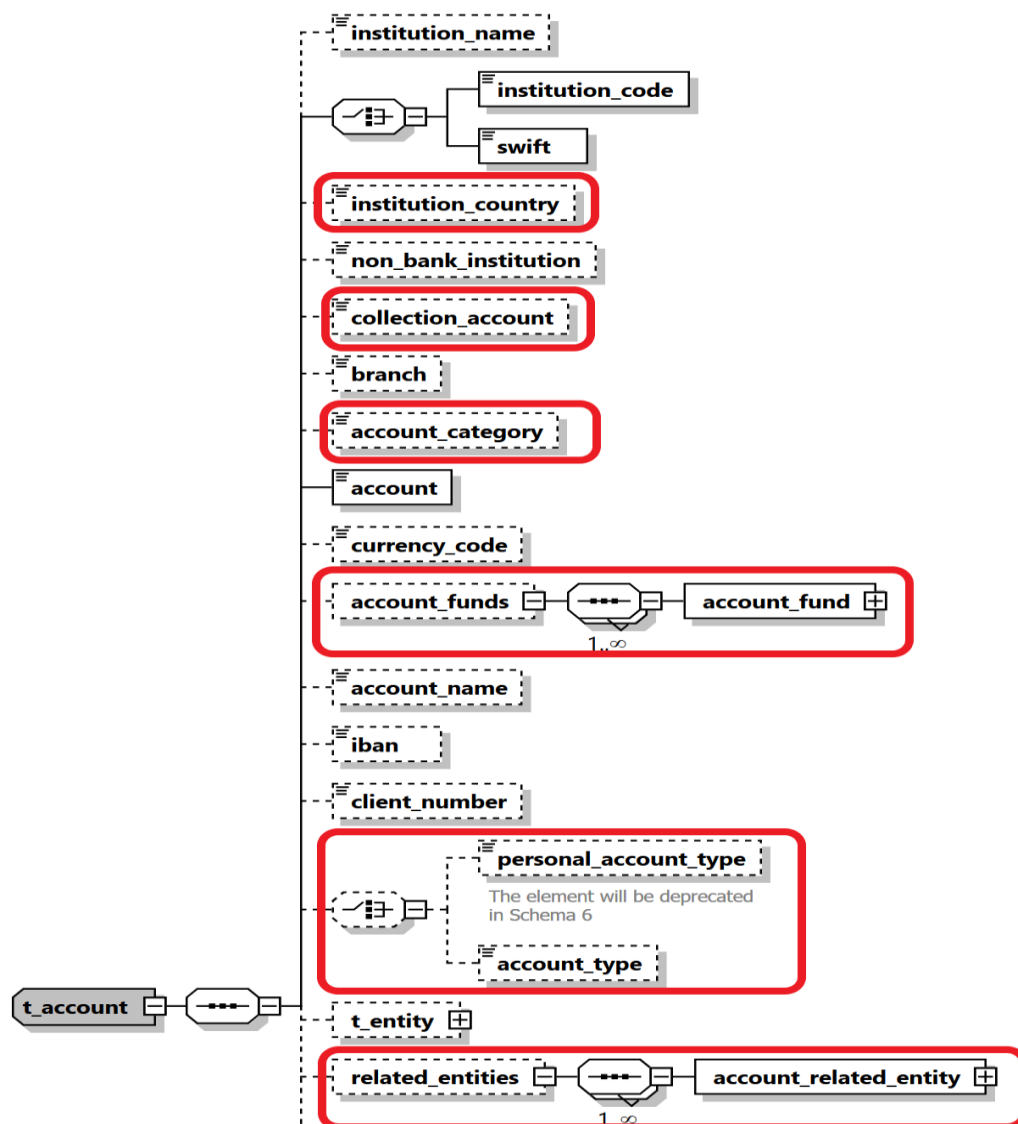 institution_name
institution_code
swift
institution_country
non_bank_institution
collection_account
branch
account_category
account
currency_code
account_funds account_fund
1..∞
account_name
iban
client_number
personal_account_type
The element will be deprecated
in Schema 6
account_type
t_account
t_entity
related_entities account_related_entity
1..∞